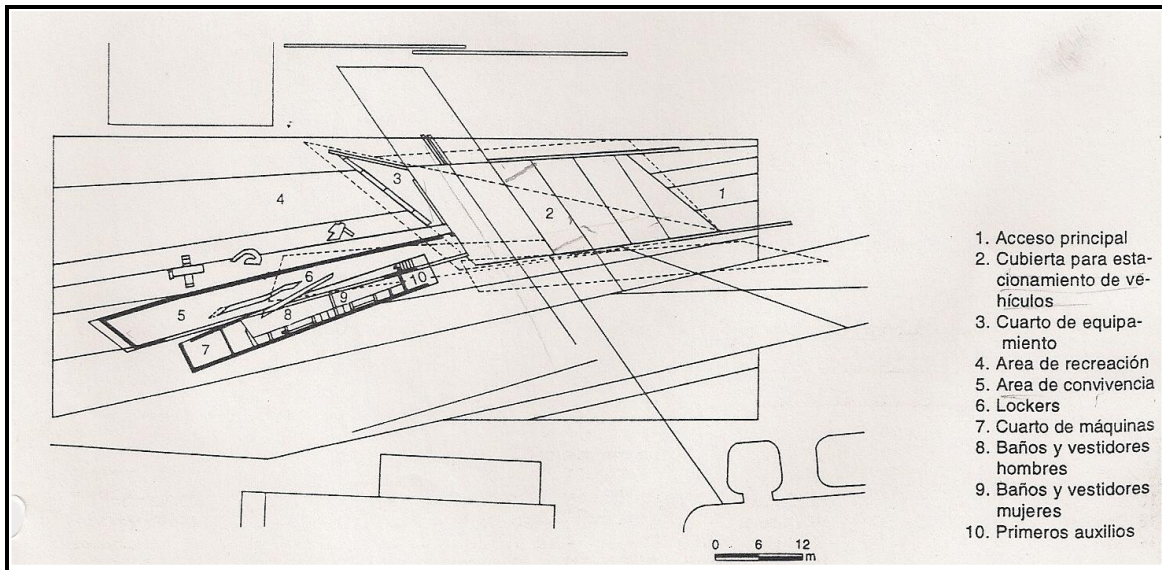 4
3
2
1
6
10
9
5
8
7
1. Acceso principal
2. Cubierta para esta-
cionamiento de ve-
hículos
3. Cuarto de equipa-
miento
4. Area de recreación
5. Area de convivencia
6. Lockers
7. Cuarto de máquinas
8. Baños y vestidores
hombres
9. Baños y vestidores
mujeres
10. Primeros auxilios
0 6 12
m